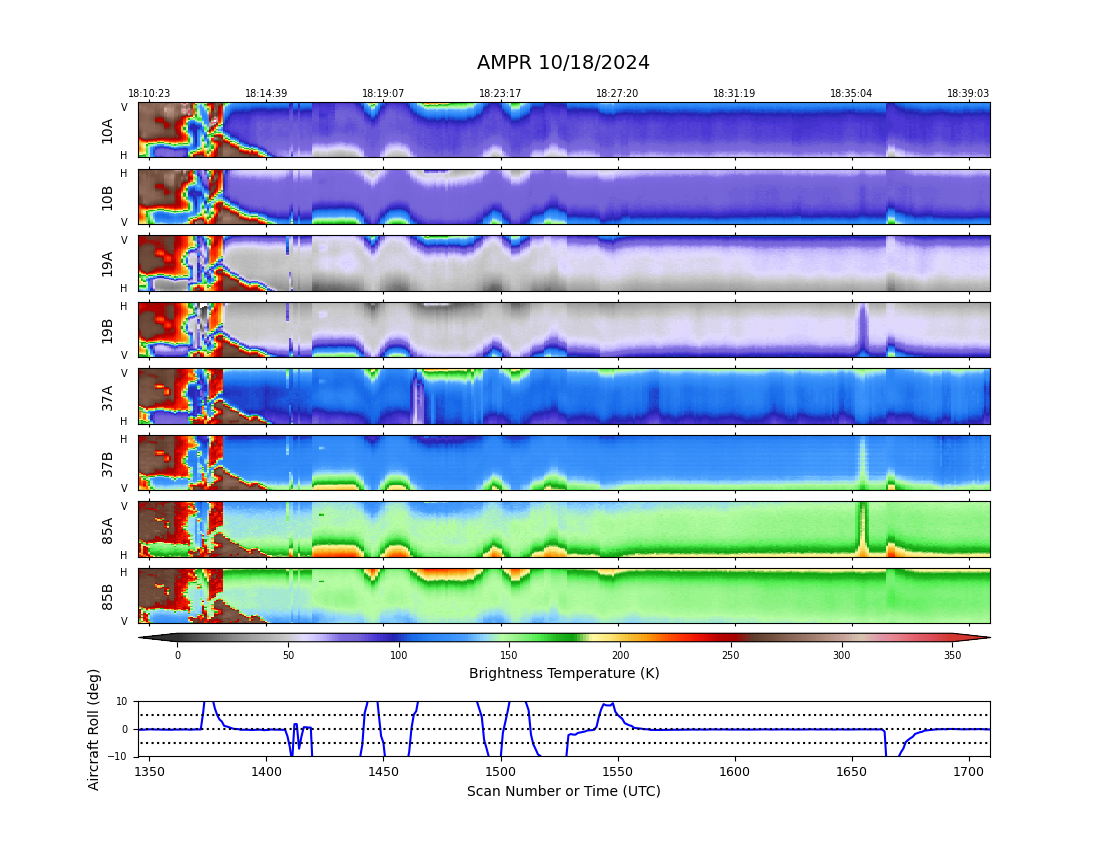 AMPR 10/18/2024
18:10:23 18:14:39 18:19:07 18:23:17 18:27:20 18:31:19 18:35:04 18:39:03
V
10A
H
H
10B
V
V
19A
H
H
19B
V
V
37A
H
H
37B
V
V
85A
H
H
85B
V
0 50 100 150 200 250 300 350
Brightness Temperature (K)
Aircraft Roll (deg)
10
0
−10
1350 1400 1450 1500 1550 1600 1650 1700
Scan Number or Time (UTC)